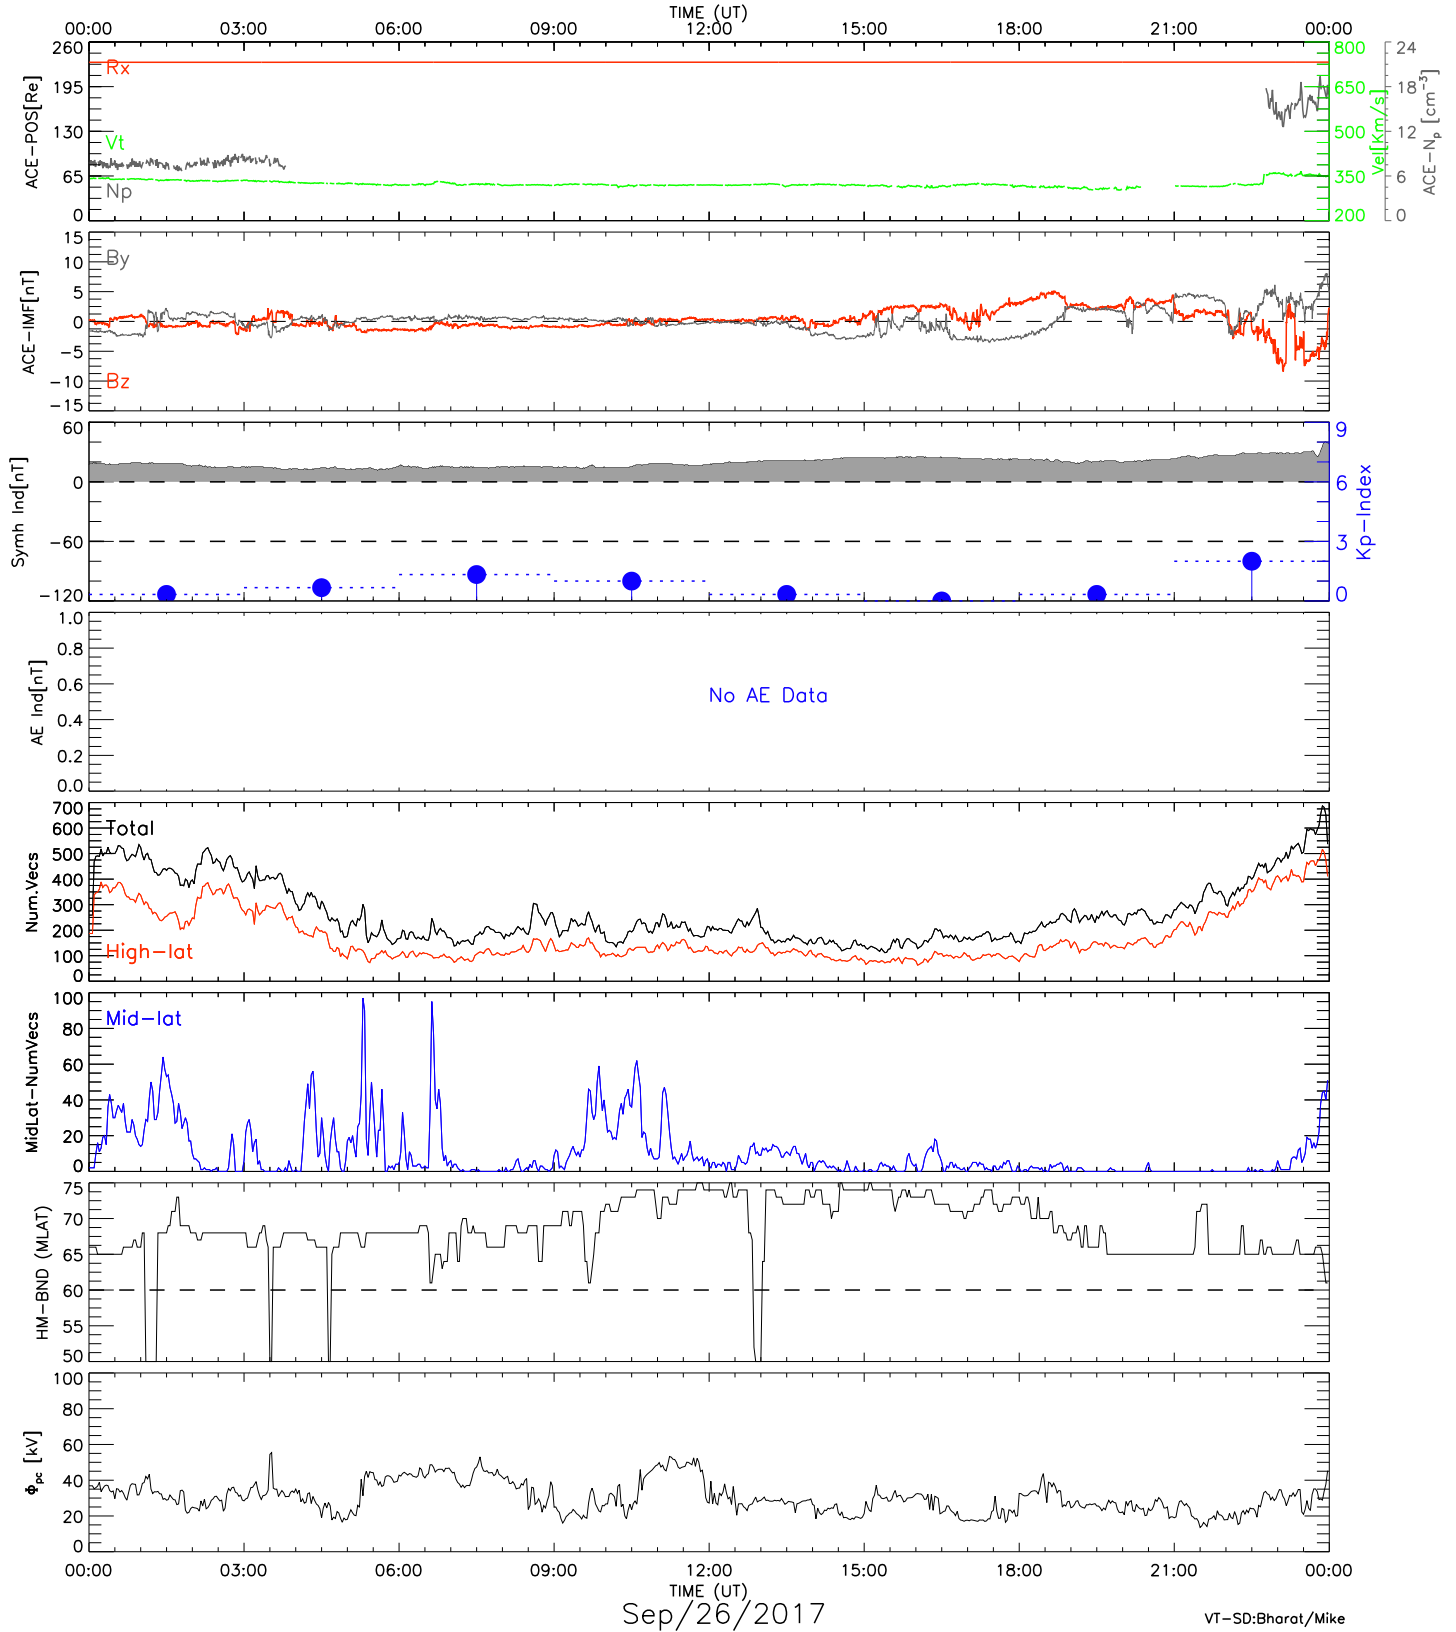 TIME (UT)
00:00 03:00 06:00 09:00 12:00 15:00 18:00 21:00 00:00
260
195
130
65
0
ACE-POS[Re]
Rx
Vt
Np
800
650
500
350
200
Vel[Km/s]
24
18
12
6
0
ACE-Np [cm-3]
15
10
5
0
-5
-10
-15
ACE-IMF[nT]
By
Bz
60
0
-60
-120
Symh Ind[nT]
9
6
3
0
Kp-Index
1.0
0.8
0.6
0.4
0.2
0.0
AE Ind[nT]
No AE Data
700
600
500
400
300
200
100
0
Num.Vecs
Total
High-lat
100
80
60
40
20
0
MidLat-NumVecs
Mid-lat
75
70
65
60
55
50
HM-BND (MLAT)
100
80
60
40
20
0
Φpc [kV]
00:00 03:00 06:00 09:00 12:00 15:00 18:00 21:00 00:00
TIME (UT)
Sep/26/2017
VT-SD:Bharat/Mike